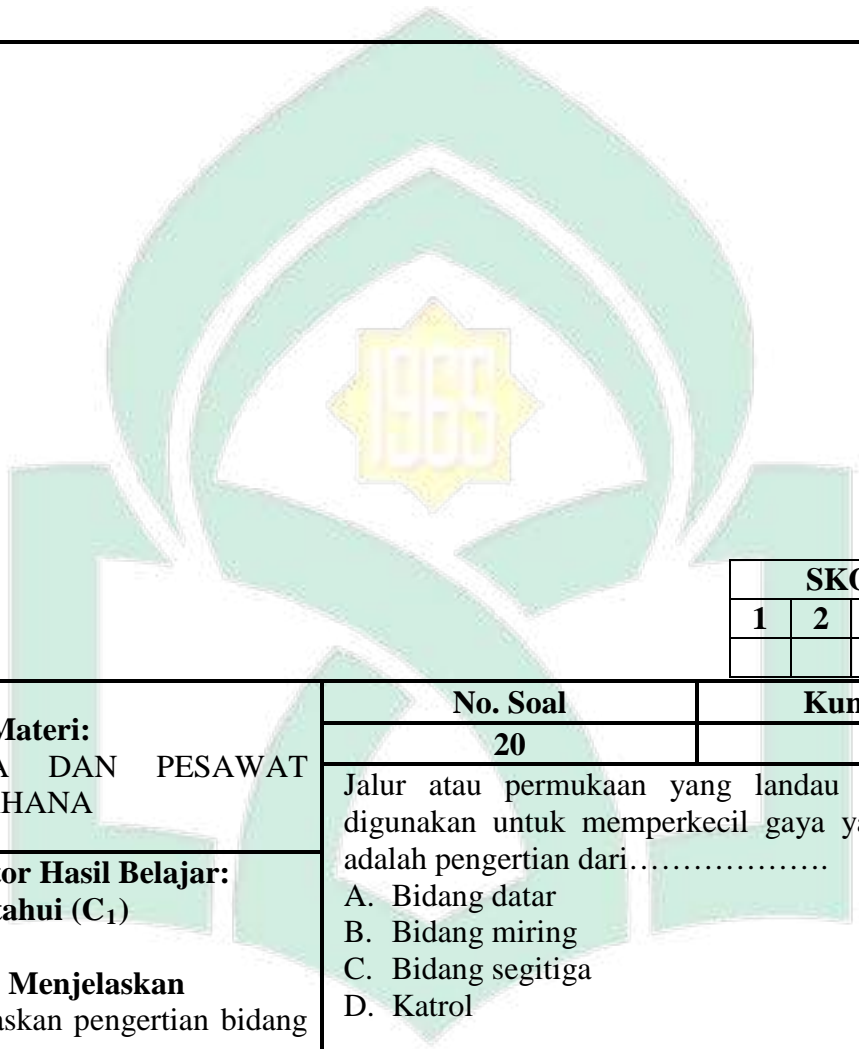 1965
SKO
1 2
Materi:
A DAN PESAWAT
HANA
tor Hasil Belajar:
tahui (C₁)
Menjelaskan
askan pengertian bidang
No. Soal
Kun
20
Jalur atau permukaan yang landau
digunakan untuk memperkecil gaya ya
adalah pengertian dari……………….
A. Bidang datar
B. Bidang miring
C. Bidang segitiga
D. Katrol